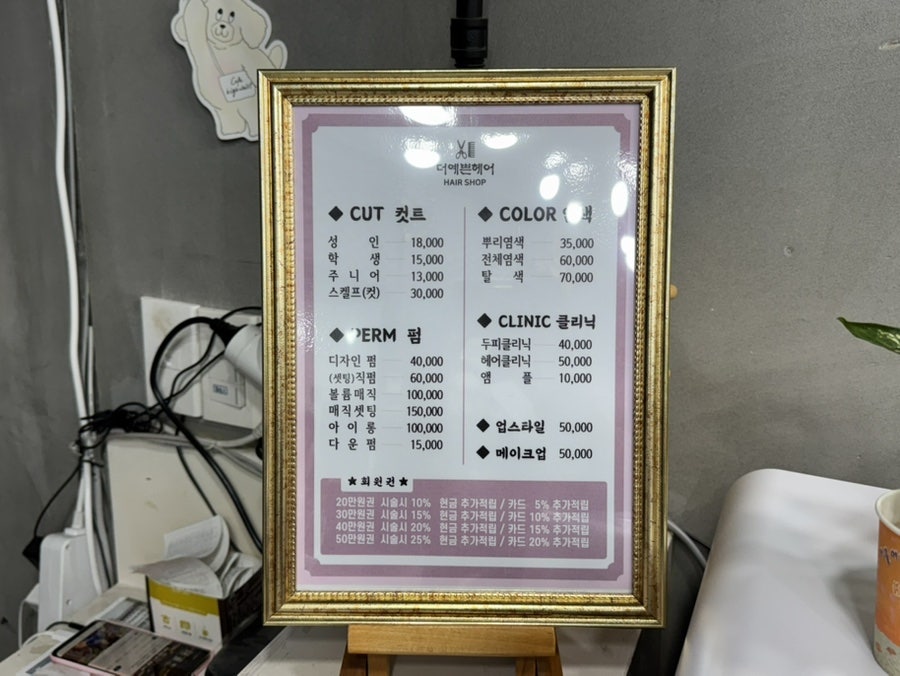 더예쁜헤어
HAIR SHOP
◆ CUT 컷트
성 인 18,000
학 생 15,000
주 니 어 13,000
스켈프(컷) 30,000
◆ PERM 펌
디자인 펌 40,000
(셋팅)직펌 60,000
볼륨매직 100,000
매직셋팅 150,000
아 이 롱 100,000
다 운 펌 15,000
◆ COLOR
뿌리염색 35,000
전체염색 60,000
탈 색 70,000
◆ CLINIC 클리닉
두피클리닉 40,000
헤어클리닉 50,000
앰 플 10,000
◆ 업스타일 50,000
◆ 메이크업 50,000
★회원권★
20만원권 시술시 10% 현금 추가적립 / 카드 5% 추가적립
30만원권 시술시 15% 현금 추가적립 / 카드 10% 추가적립
40만원권 시술시 20% 현금 추가적립 / 카드 15% 추가적립
50만원권 시술시 25% 현금 추가적립 / 카드 20% 추가적립